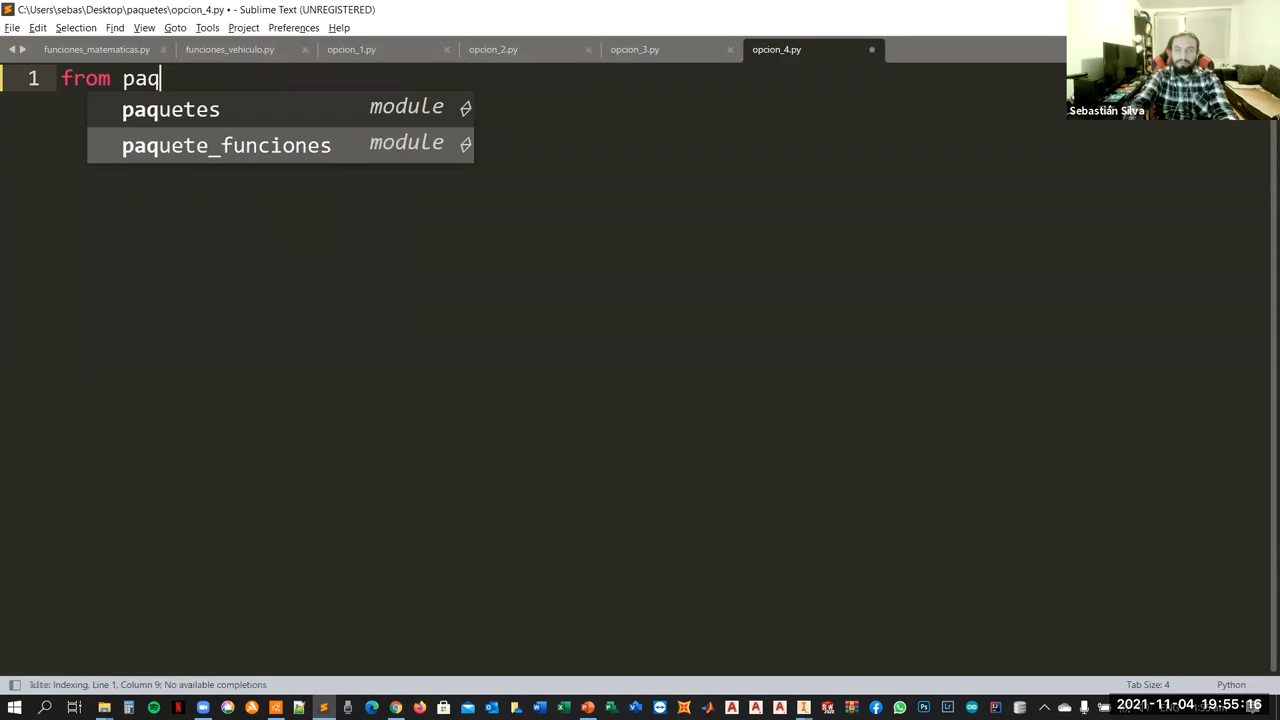 C:\Users\sebas\Desktop\paquetes\opcion_4.py • - Sublime Text (UNREGISTERED)
File Edit Selection Find View Goto Tools Project Preferences Help
funciones_matematicas.py funciones_vehiculo.py opcion_1.py opcion_2.py opcion_3.py opcion_4.py
1 from paq
paquetes module
paquete_funciones module
Sebastián Silva
Indexing, Line 1, Column 9; No available completions
Tab Size: 4 Python
2021-11-04 19:55:16